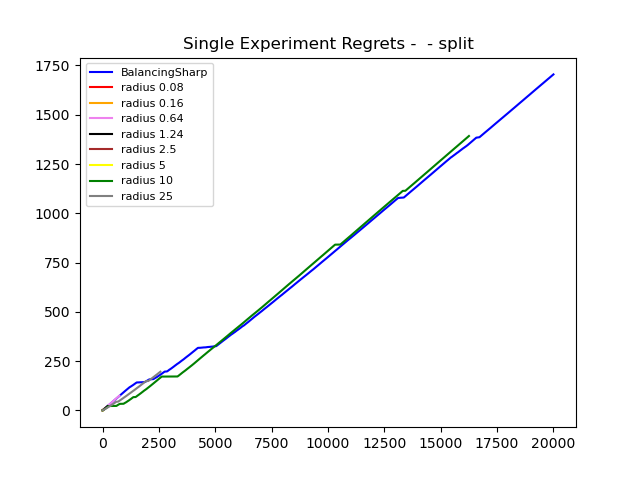 Single Experiment Regrets -  - split
1750
1500
1250
1000
750
500
250
0
BalancingSharp
radius 0.08
radius 0.16
radius 0.64
radius 1.24
radius 2.5
radius 5
radius 10
radius 25
0 2500 5000 7500 10000 12500 15000 17500 20000